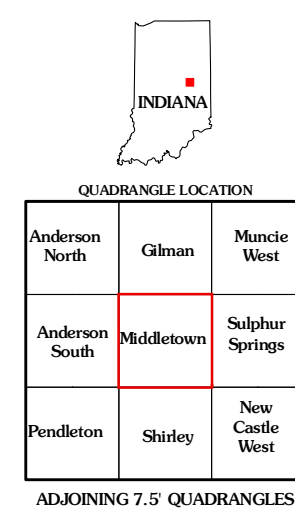 INDIANA
QUADRANGLE LOCATION
Anderson
North
Gilman
Muncie
West
Anderson
South
Middletown
Sulphur
Springs
Pendleton
Shirley
New
Castle
West
ADJOINING 7.5' QUADRANGLES